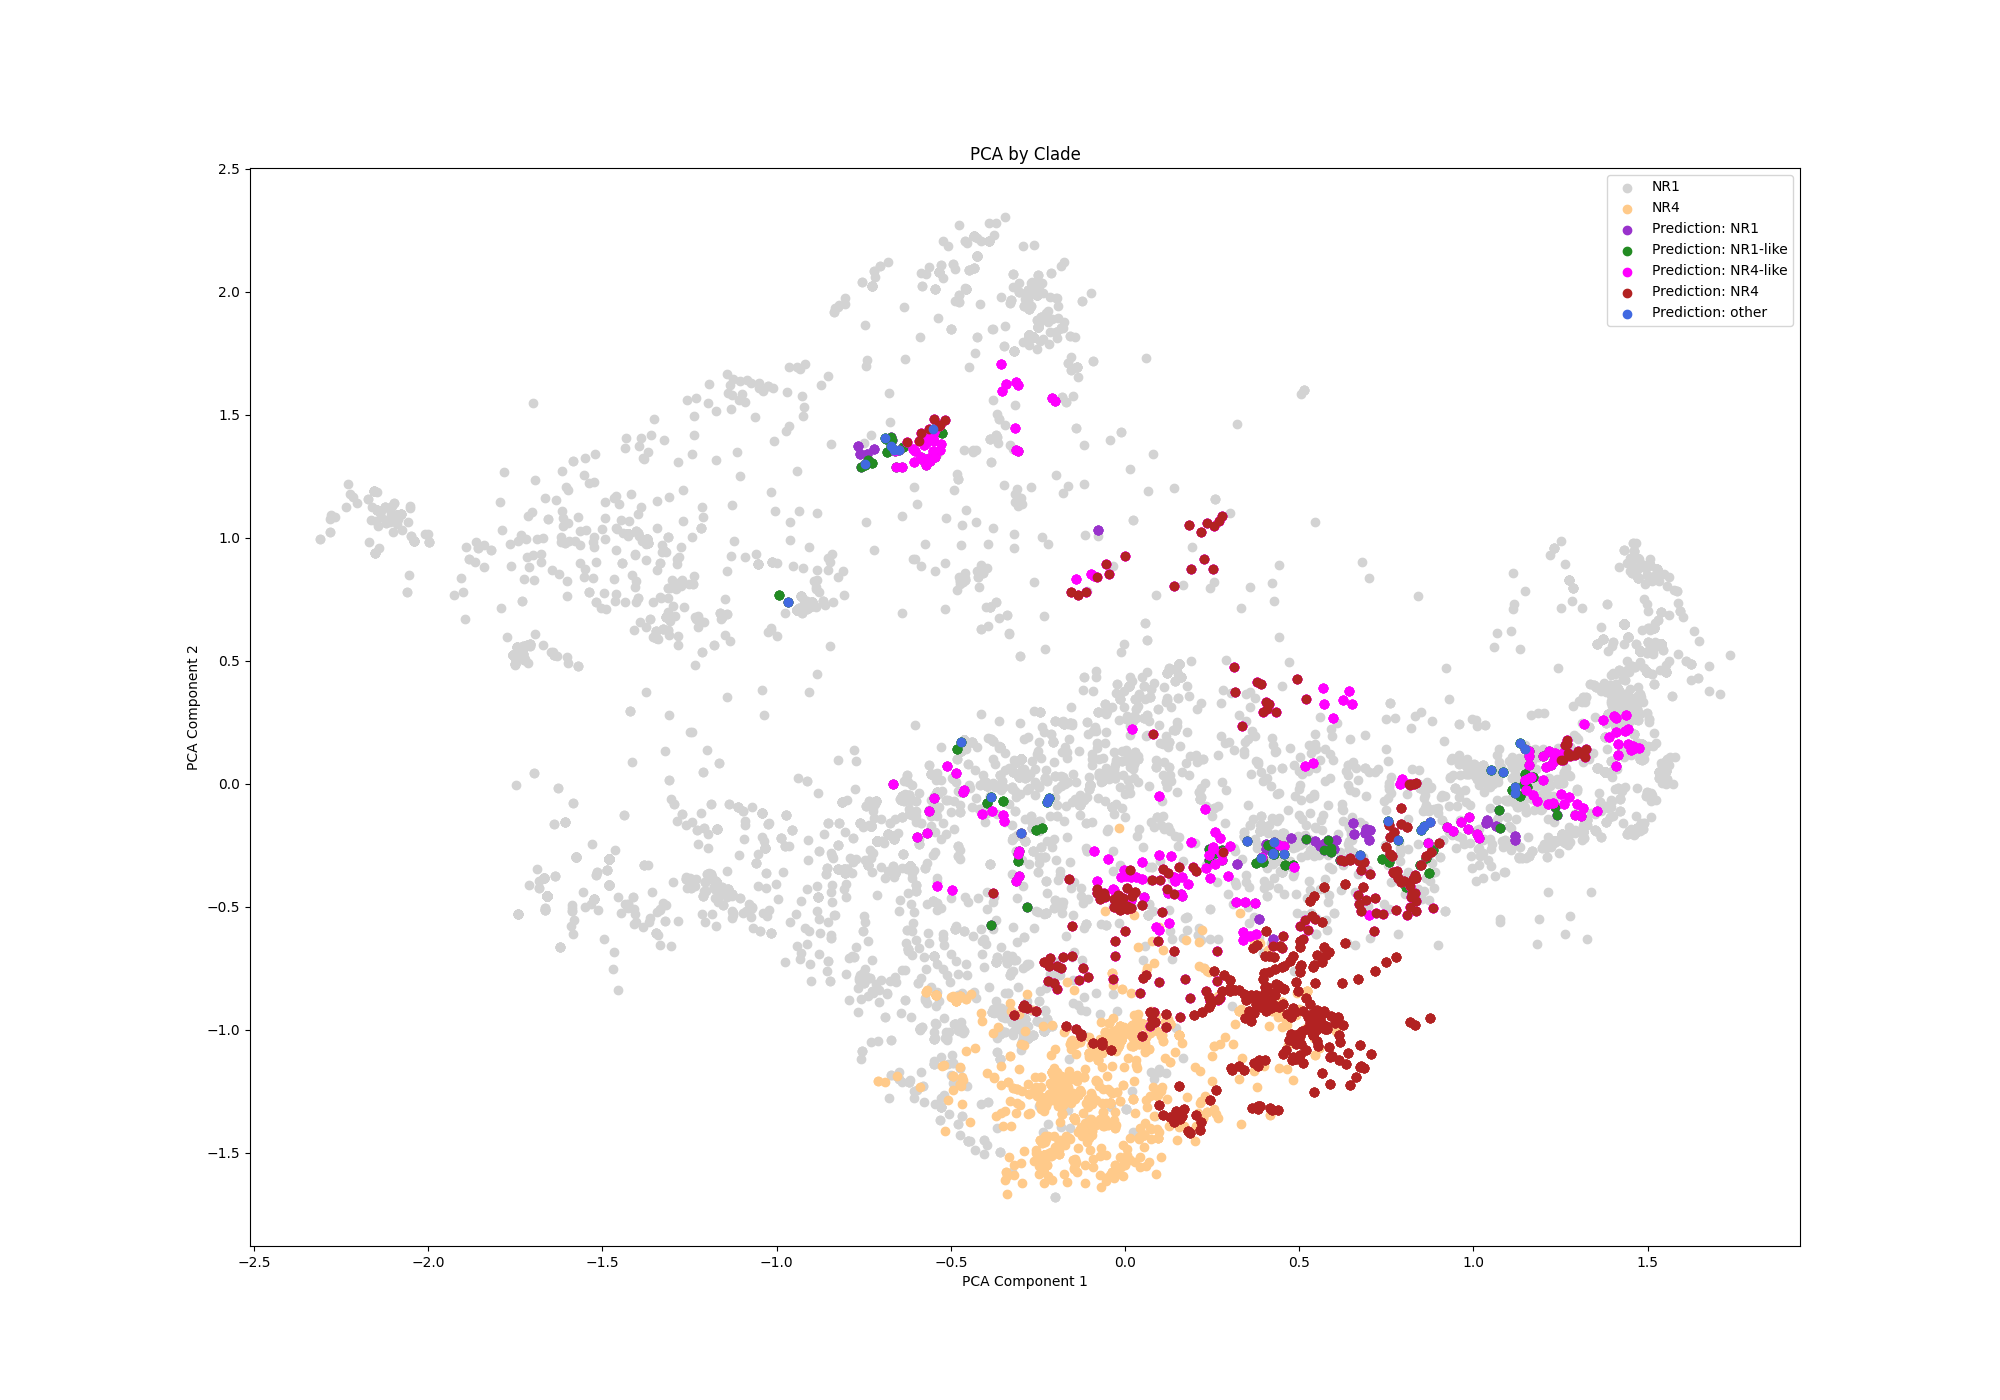 PCA by Clade
2.5
2.0
1.5
1.0
0.5
0.0
−0.5
−1.0
−1.5
PCA Component 2
−2.5 −2.0 −1.5 −1.0 −0.5 0.0 0.5 1.0 1.5
PCA Component 1
NR1
NR4
Prediction: NR1
Prediction: NR1-like
Prediction: NR4-like
Prediction: NR4
Prediction: other